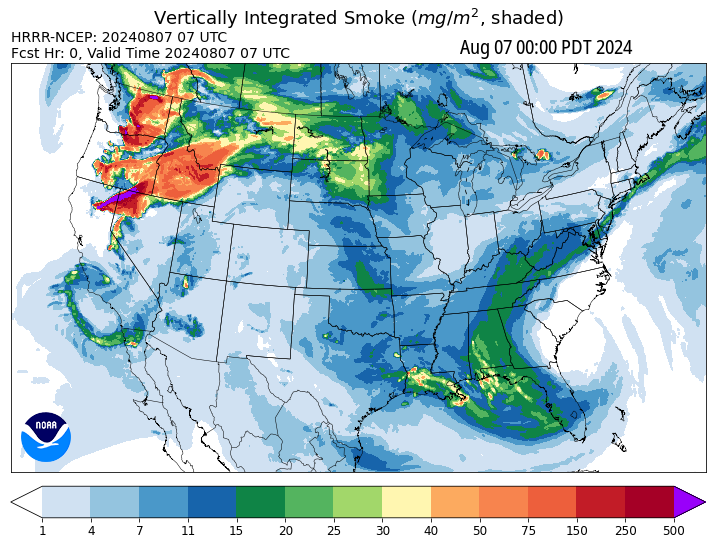 Vertically Integrated Smoke (mg/m², shaded)
HRRR-NCEP: 20240807 07 UTC
Fcst Hr: 0, Valid Time 20240807 07 UTC
Aug 07 00:00 PDT 2024
NOAA
1 4 7 11 15 20 25 30 40 50 75 150 250 500